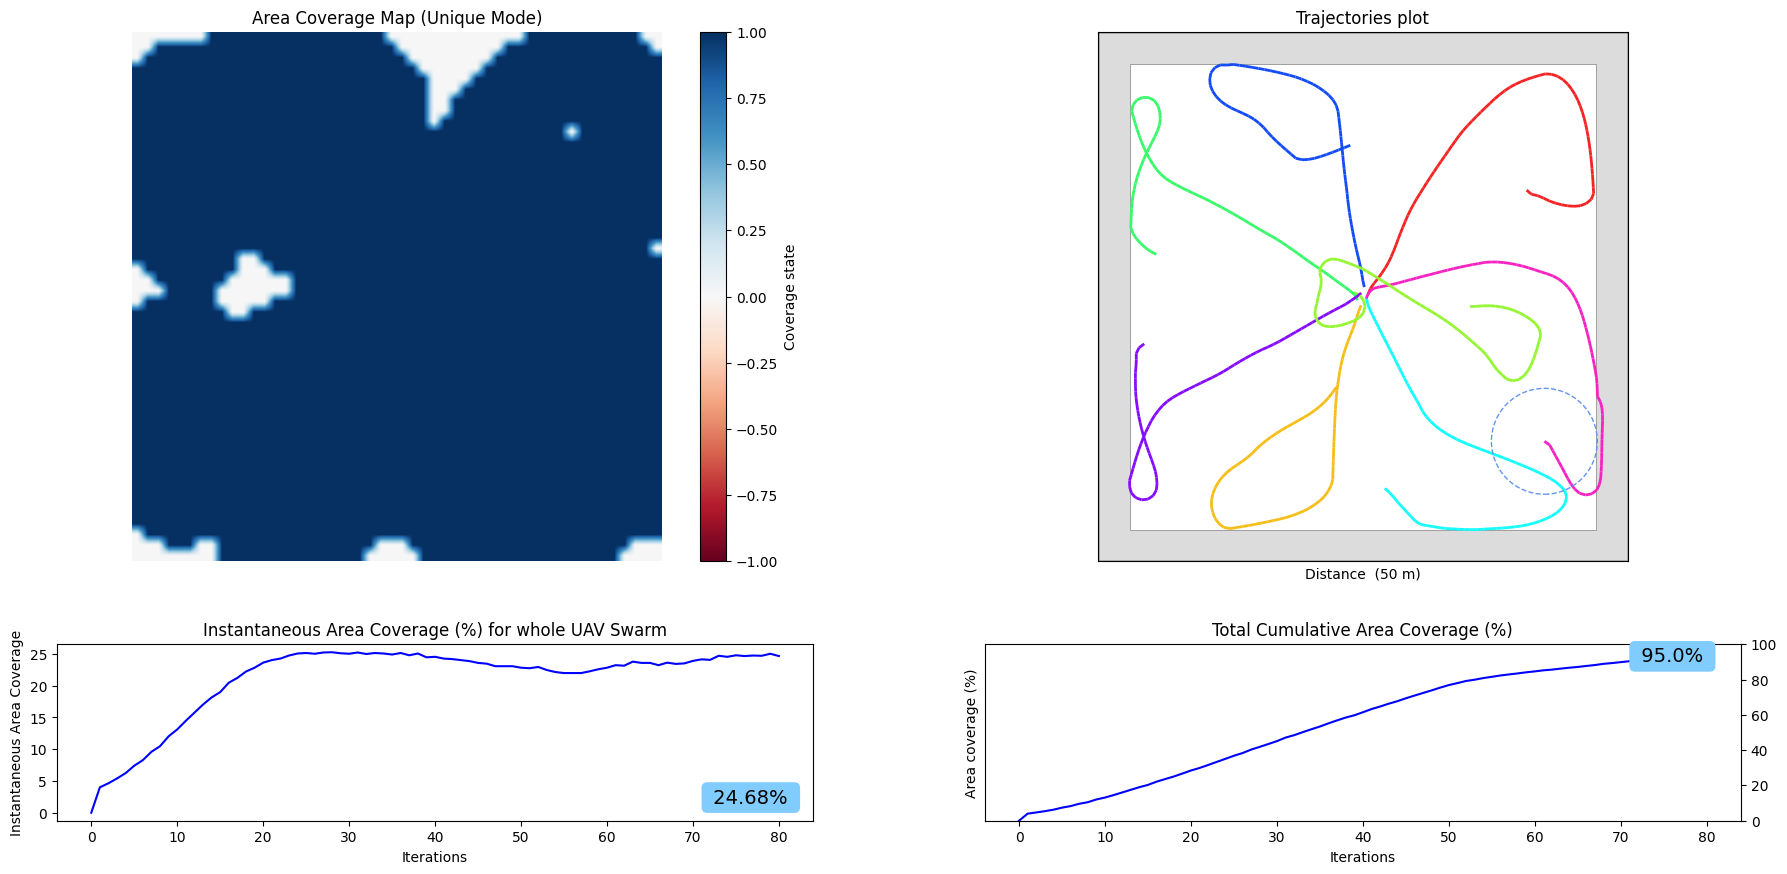 Area Coverage Map (Unique Mode)
1.00
0.75
0.50
0.25
0.00
−0.25
−0.50
−0.75
−1.00
Coverage state
Trajectories plot
Distance  (50 m)
Instantaneous Area Coverage (%) for whole UAV Swarm
Instantaneous Area Coverage
25
20
15
10
5
0
24.68%
0 10 20 30 40 50 60 70 80
Iterations
Total Cumulative Area Coverage (%)
Area coverage (%)
95.0%
100
80
60
40
20
0
0 10 20 30 40 50 60 70 80
Iterations